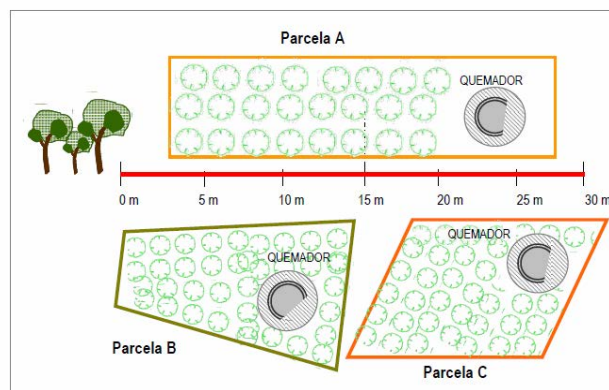 Parcela A
QUEMADOR
0 m 5 m 10 m 15 m 20 m 25 m 30 m
QUEMADOR
QUEMADOR
Parcela B
Parcela C